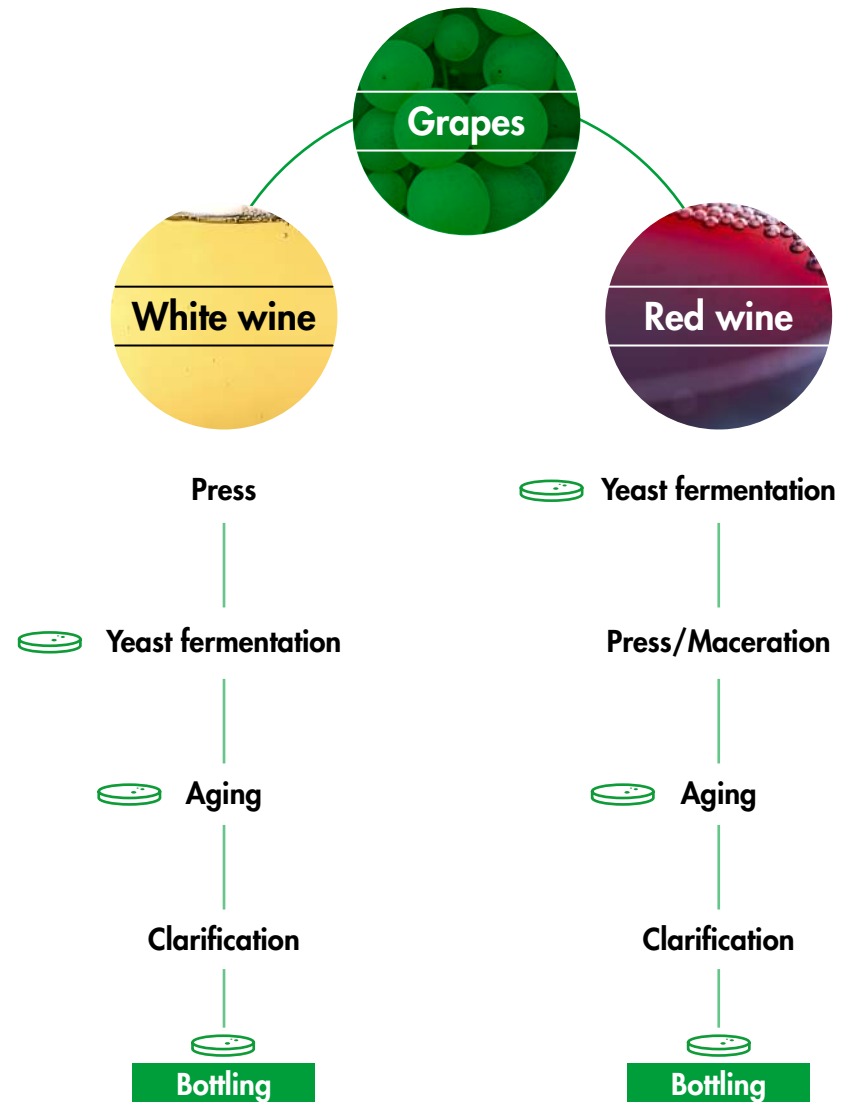 Grapes
White wine
Red wine
Press
Yeast fermentation
Yeast fermentation
Press/Maceration
Aging
Aging
Clarification
Clarification
Bottling
Bottling